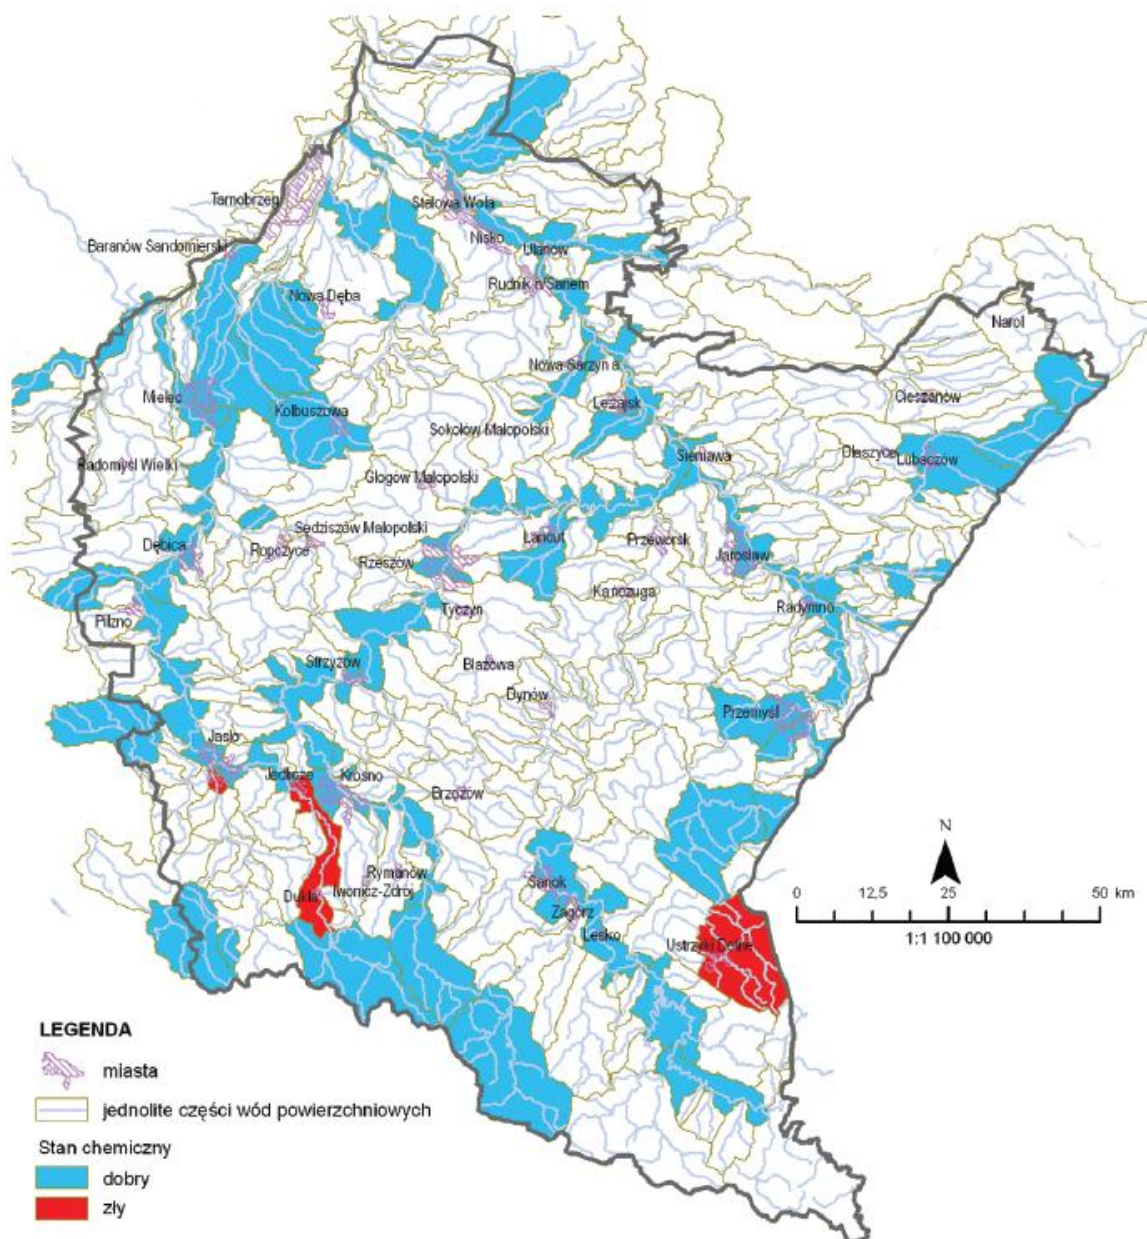 Tarnobrzeg
Stalowa Wola
Nisko
Baranów Sandomierski
Ulanów
Rudnik n/Sanem
Nowa Dęba
Narol
Nowa Sarzyna
Mielec
Leżajsk
Cieszanów
Kolbuszowa
Sokołów Małopolski
Oleszyce
Lubaczów
Sieniawa
Radomyśl Wielki
Głogów Małopolski
Sędziszów Małopolski
Łańcut
Przeworsk
Dębica
Ropczyce
Rzeszów
Jarosław
Kańczuga
Radymno
Pilzno
Tyczyn
Strzyżów
Błażowa
Dynów
Przemyśl
Jasło
Jedlicze
Krosno
Brzozów
N
Rymanów
Sanok
0 12,5 25 50 km
Dukla
Iwonicz-Zdrój
Zagórz
1:1 100 000
Lesko
Ustrzyki Dolne
LEGENDA
miasta
jednolite części wód powierzchniowych
Stan chemiczny
dobry
zły